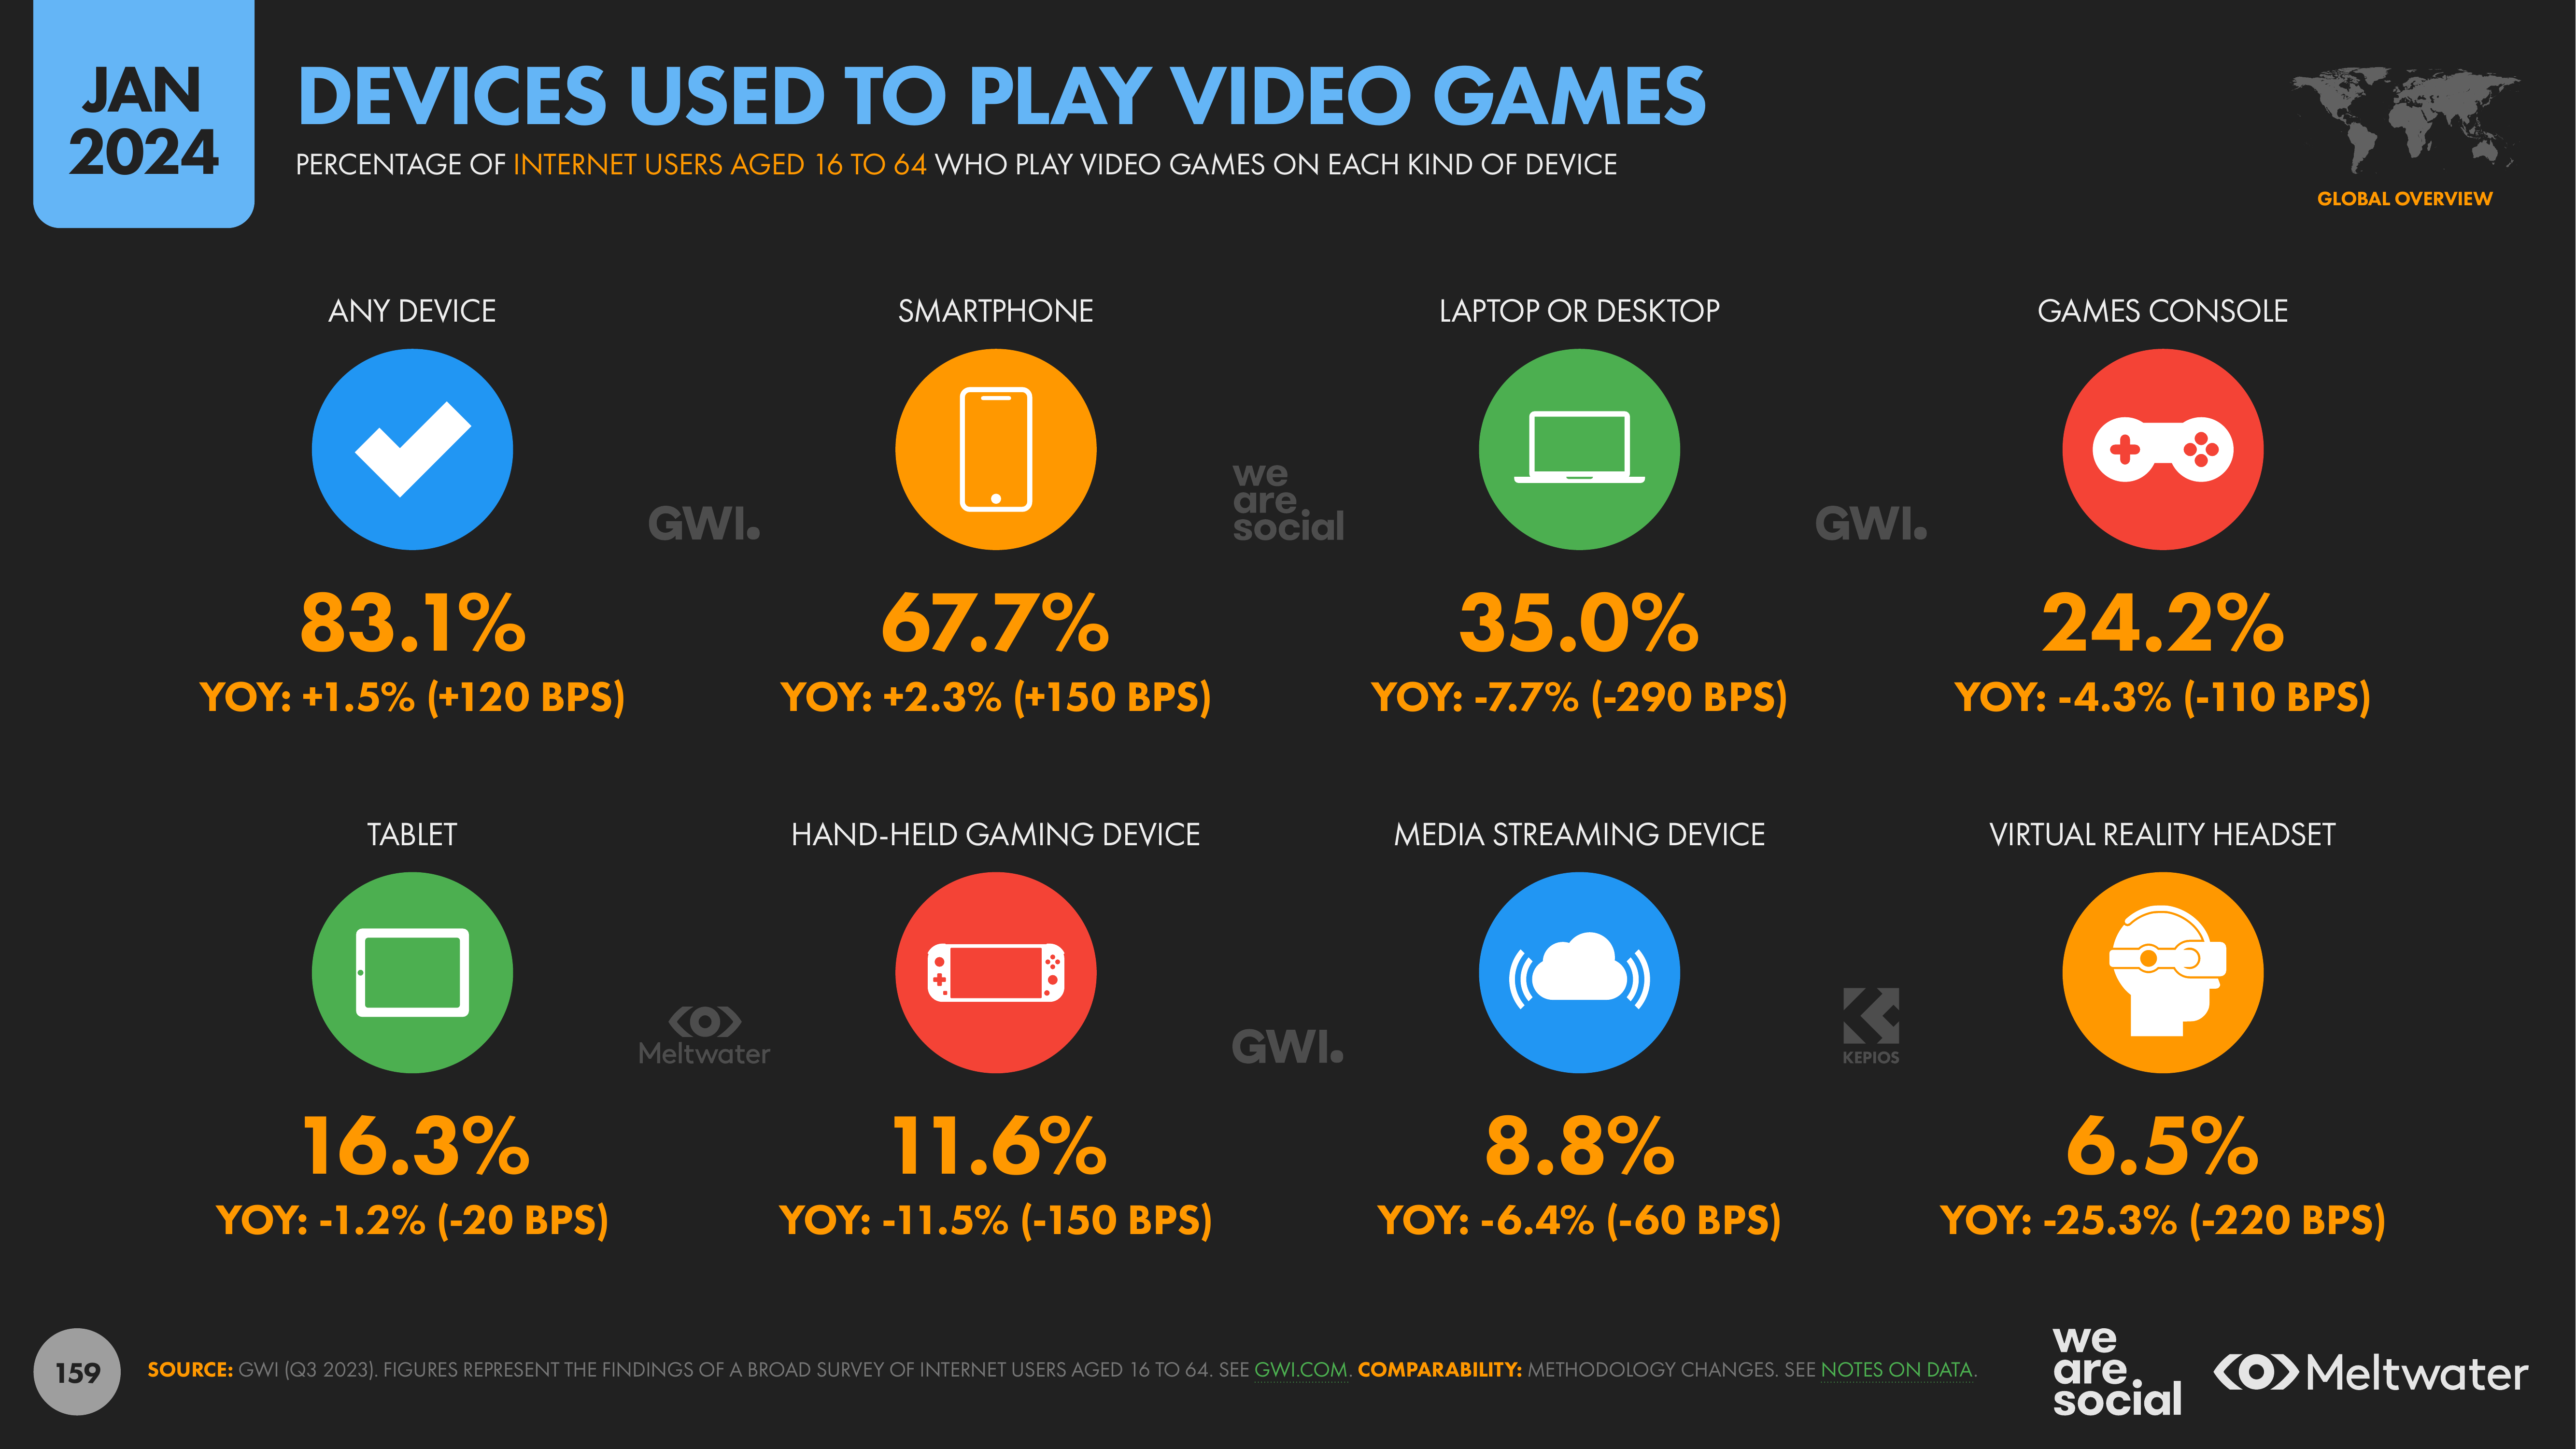 JAN
2024
DEVICES USED TO PLAY VIDEO GAMES
PERCENTAGE OF INTERNET USERS AGED 16 TO 64 WHO PLAY VIDEO GAMES ON EACH KIND OF DEVICE
GLOBAL OVERVIEW
ANY DEVICE
83.1%
YOY: +1.5% (+120 BPS)
GWI.
SMARTPHONE
67.7%
YOY: +2.3% (+150 BPS)
we
are
social
LAPTOP OR DESKTOP
35.0%
YOY: -7.7% (-290 BPS)
GWI.
GAMES CONSOLE
24.2%
YOY: -4.3% (-110 BPS)
TABLET
16.3%
YOY: -1.2% (-20 BPS)
Meltwater
HAND-HELD GAMING DEVICE
11.6%
YOY: -11.5% (-150 BPS)
GWI.
MEDIA STREAMING DEVICE
8.8%
YOY: -6.4% (-60 BPS)
KEPIOS
VIRTUAL REALITY HEADSET
6.5%
YOY: -25.3% (-220 BPS)
159
SOURCE: GWI (Q3 2023). FIGURES REPRESENT THE FINDINGS OF A BROAD SURVEY OF INTERNET USERS AGED 16 TO 64. SEE GWI.COM. COMPARABILITY: METHODOLOGY CHANGES. SEE NOTES ON DATA.
we
are
social
Meltwater